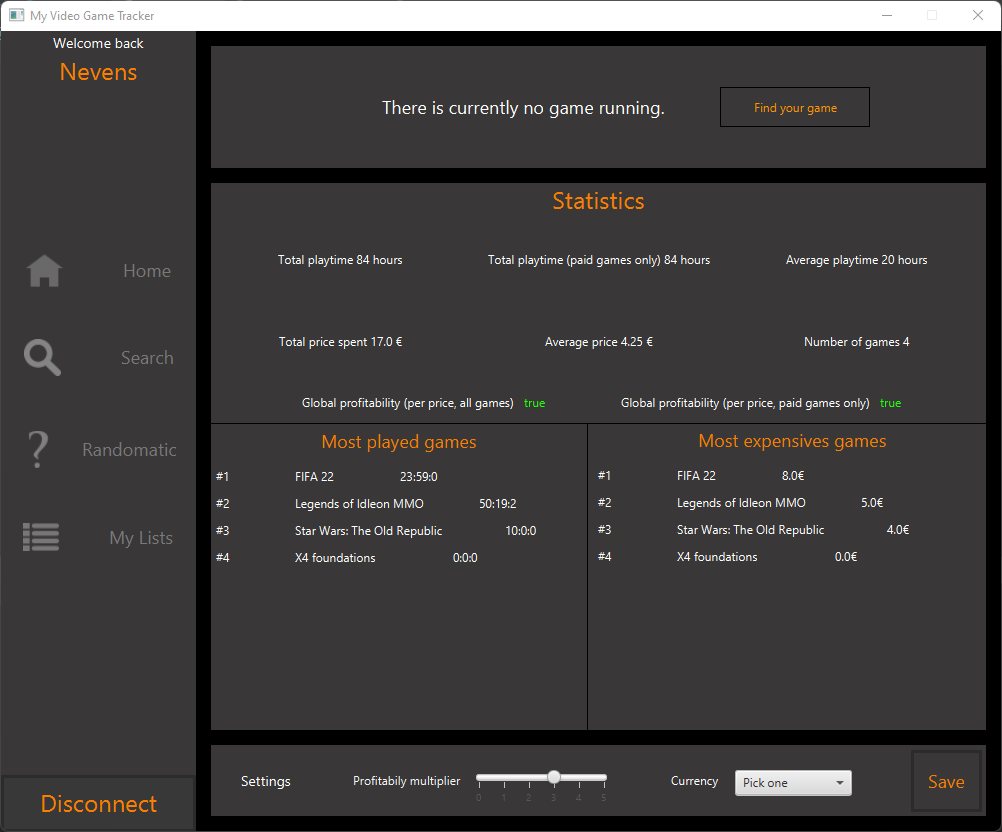 My Video Game Tracker
Welcome back
Nevens
Home
Search
Randomatic
My Lists
Disconnect
There is currently no game running.
Find your game
Statistics
Total playtime 84 hours
Total playtime (paid games only) 84 hours
Average playtime 20 hours
Total price spent 17.0 €
Average price 4.25 €
Number of games 4
Global profitability (per price, all games) true
Global profitability (per price, paid games only) true
Most played games
#1 FIFA 22 23:59:0
#2 Legends of Idleon MMO 50:19:2
#3 Star Wars: The Old Republic 10:0:0
#4 X4 foundations 0:0:0
Most expensives games
#1 FIFA 22 8.0€
#2 Legends of Idleon MMO 5.0€
#3 Star Wars: The Old Republic 4.0€
#4 X4 foundations 0.0€
Settings
Profitabily multiplier
0 1 2 3 4 5
Currency
Pick one
Save